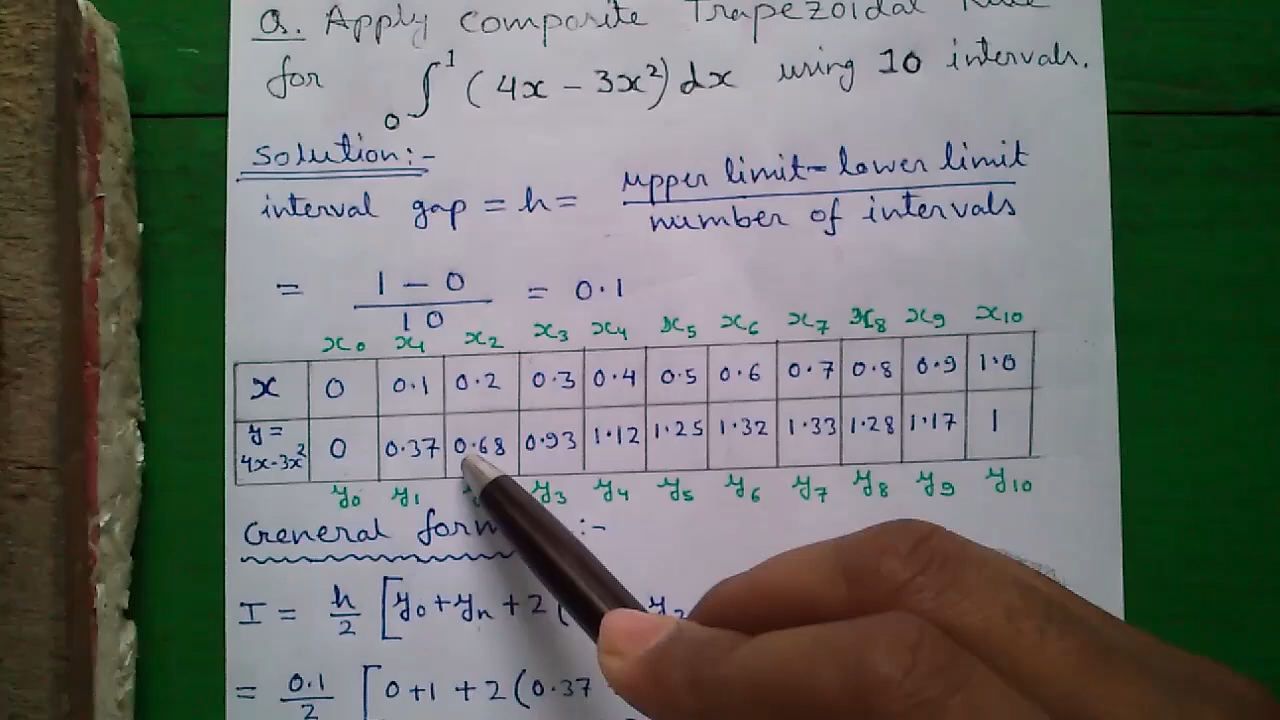 Q. Apply composite Trapezoidal Rule
for ∫₀¹ (4x - 3x²) dx using 10 intervals.
Solution:-
interval gap = h = upper limit - lower limit / number of intervals
= 1 - 0 / 10 = 0.1
x₀ x₁ x₂ x₃ x₄ x₅ x₆ x₇ x₈ x₉ x₁₀
x 0 0.1 0.2 0.3 0.4 0.5 0.6 0.7 0.8 0.9 1.0
y = 4x-3x² 0 0.37 0.68 0.93 1.12 1.25 1.32 1.33 1.28 1.17 1
y₀ y₁ y₃ y₄ y₅ y₆ y₇ y₈ y₉ y₁₀
General :-
I = h/2 [y₀ + yₙ + 2(
= 0.1/2 [0+1 + 2(0.37